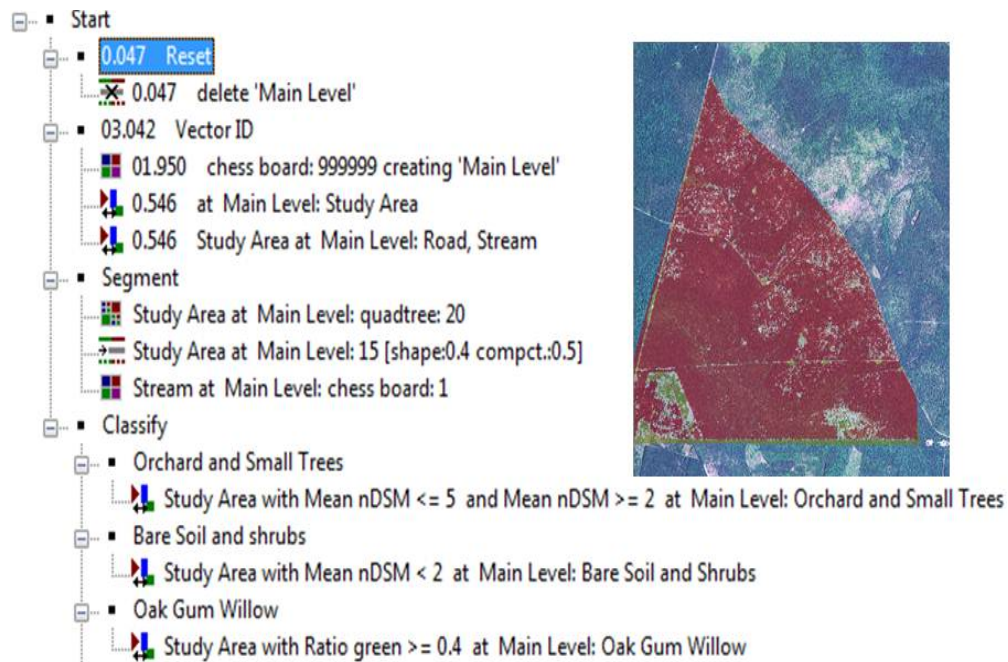 Start
0.047 Reset
0.047 delete 'Main Level'
03.042 Vector ID
01.950 chess board: 999999 creating 'Main Level'
0.546 at Main Level: Study Area
0.546 Study Area at Main Level: Road, Stream
Segment
Study Area at Main Level: quadtree: 20
Study Area at Main Level: 15 [shape:0.4 compct.:0.5]
Stream at Main Level: chess board: 1
Classify
Orchard and Small Trees
Study Area with Mean nDSM <= 5 and Mean nDSM >= 2 at Main Level: Orchard and Small Trees
Bare Soil and shrubs
Study Area with Mean nDSM < 2 at Main Level: Bare Soil and Shrubs
Oak Gum Willow
Study Area with Ratio green >= 0.4 at Main Level: Oak Gum Willow